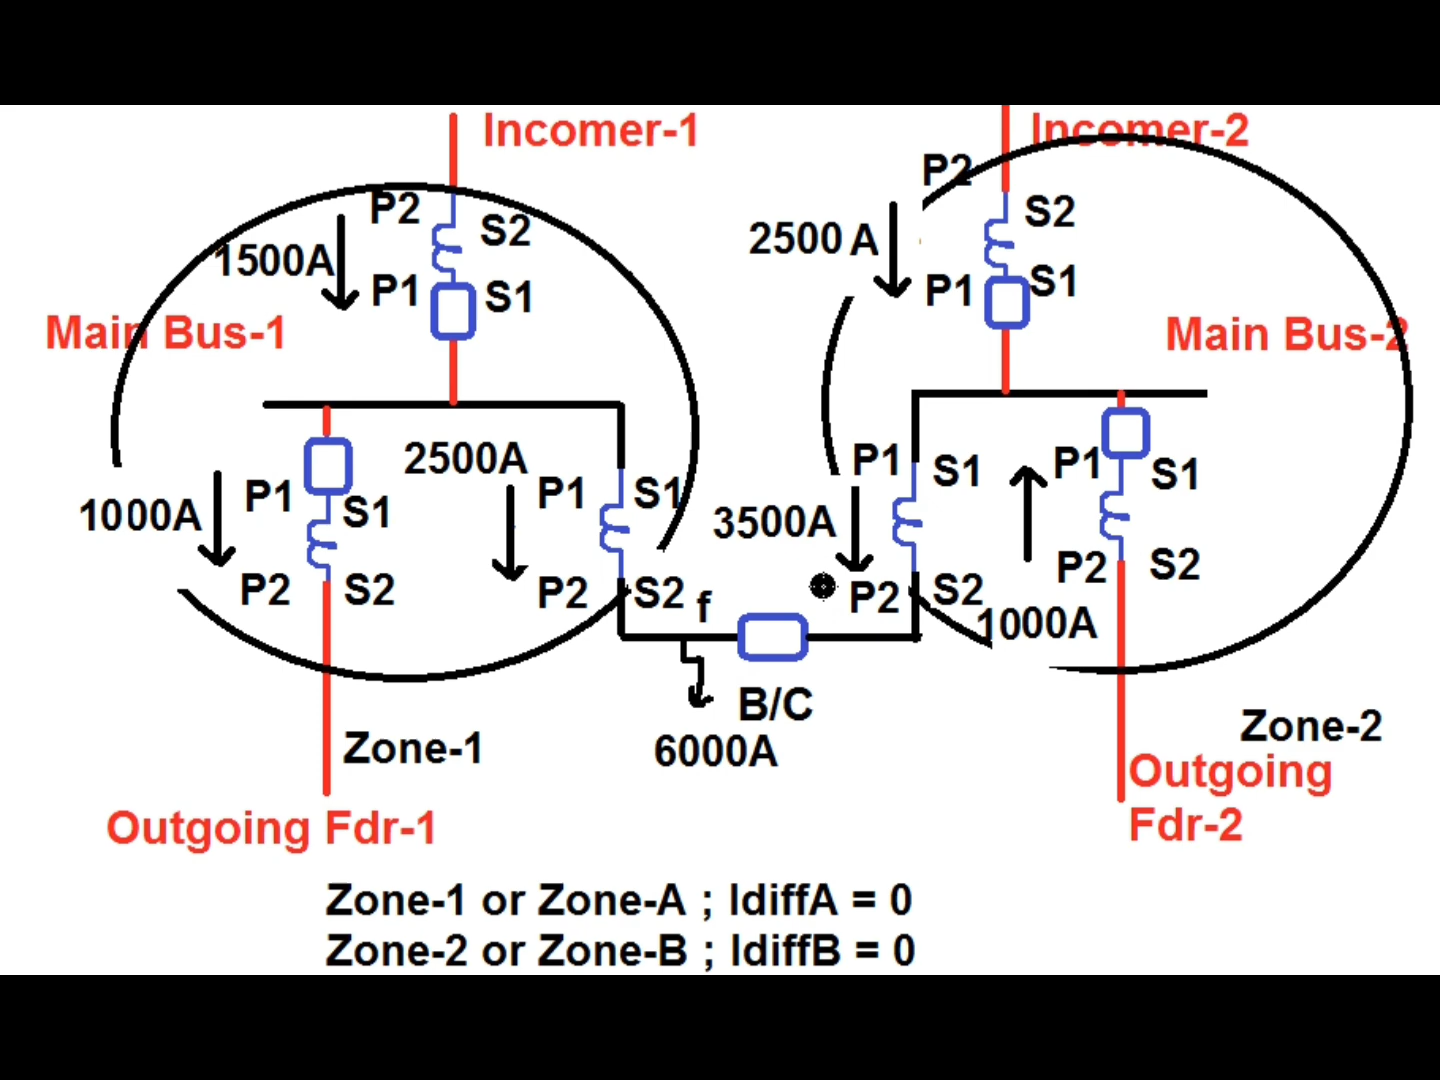 Incomer-1
Incomer-2
P2
P2
S2
S2
1500A
2500 A
P1
S1
P1
S1
Main Bus-1
Main Bus-2
2500A
P1
S1
P1
S1
P1
S1
P1
S1
1000A
3500A
P2
S2
P2
S2
f
P2
S2
P2
S2
1000A
B/C
6000A
Zone-1
Zone-2
Outgoing Fdr-1
Outgoing
Fdr-2
Zone-1 or Zone-A ; IdiffA = 0
Zone-2 or Zone-B ; IdiffB = 0